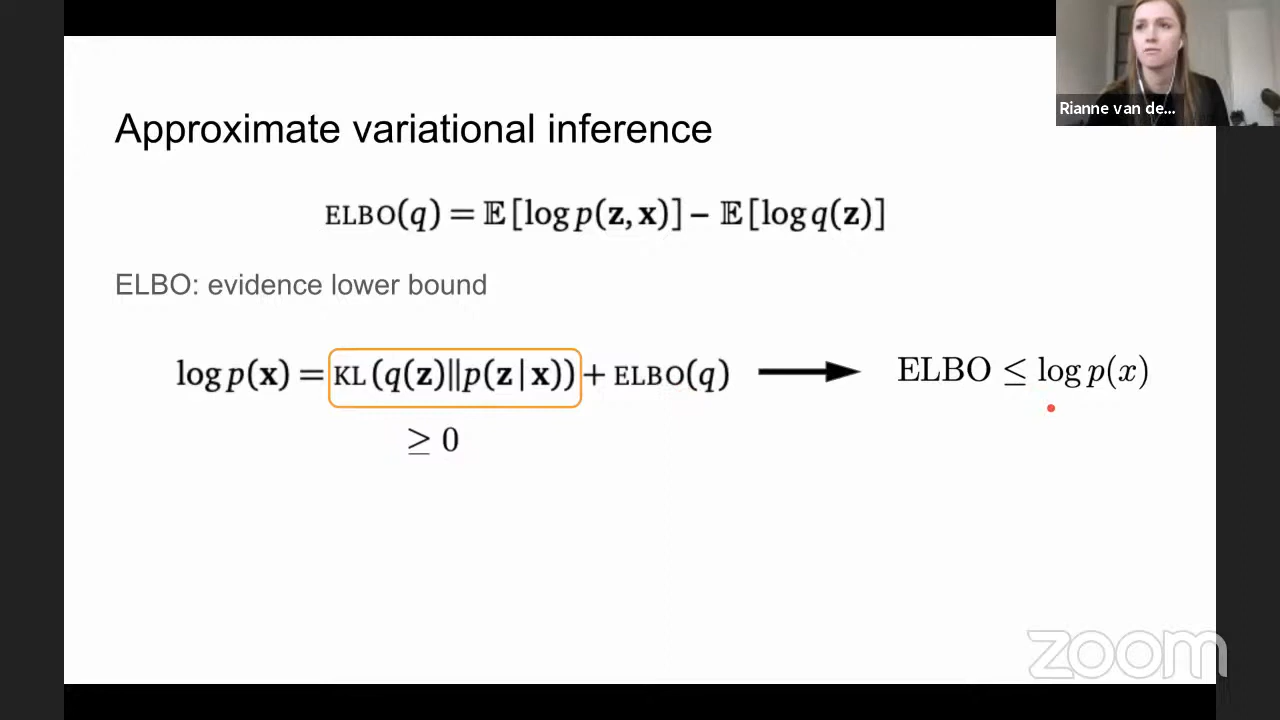 Rianne van de...
Approximate variational inference
ELBO(q) = 𝔼[log p(z, x)] − 𝔼[log q(z)]
ELBO: evidence lower bound
log p(x) = KL(q(z)||p(z|x)) + ELBO(q) ⟶ ELBO ≤ log p(x)
≥ 0
zoom